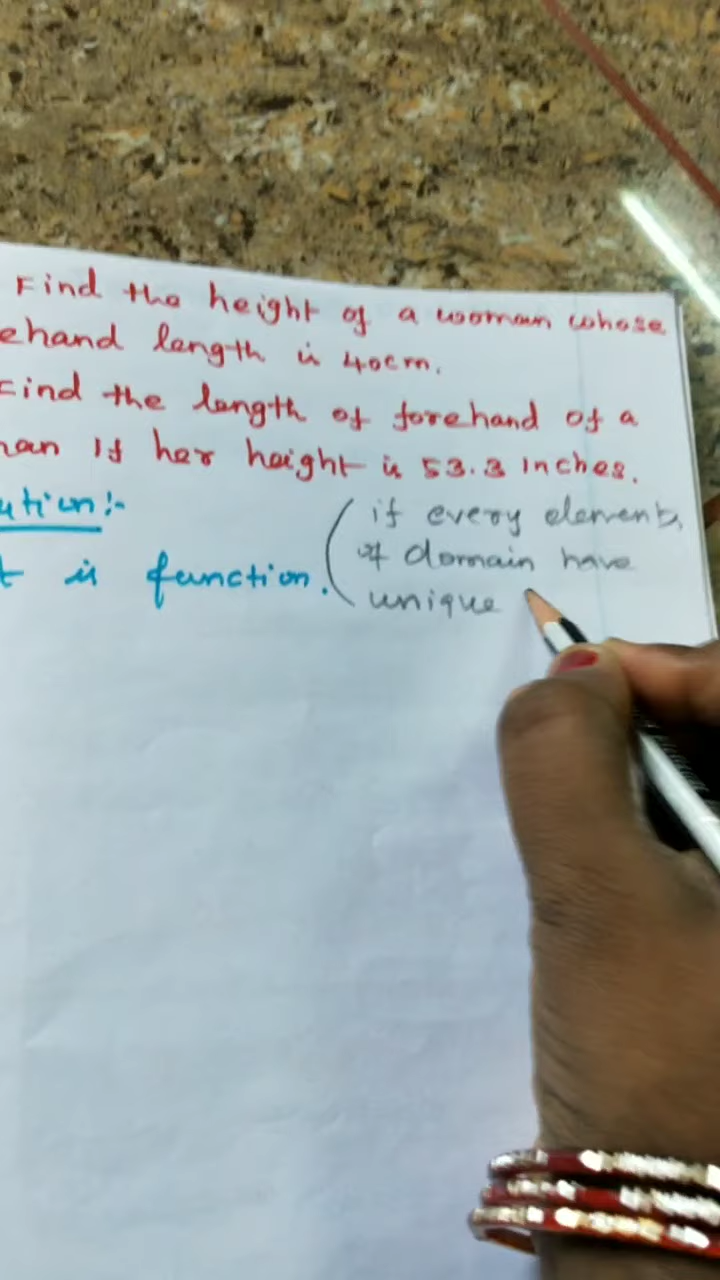 Find the height of a woman whose
ehand length is 40cm.
Find the length of forehand of a
man if her height is 53.3 inches.
ution:-
t is function. (if every elements
of domain have
unique